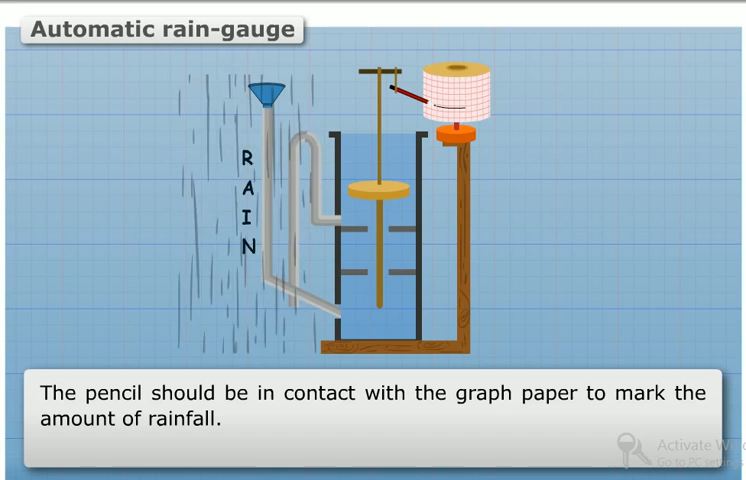 Automatic rain-gauge
R
A
I
N
The pencil should be in contact with the graph paper to mark the
amount of rainfall.
Activate
Go to PC settings